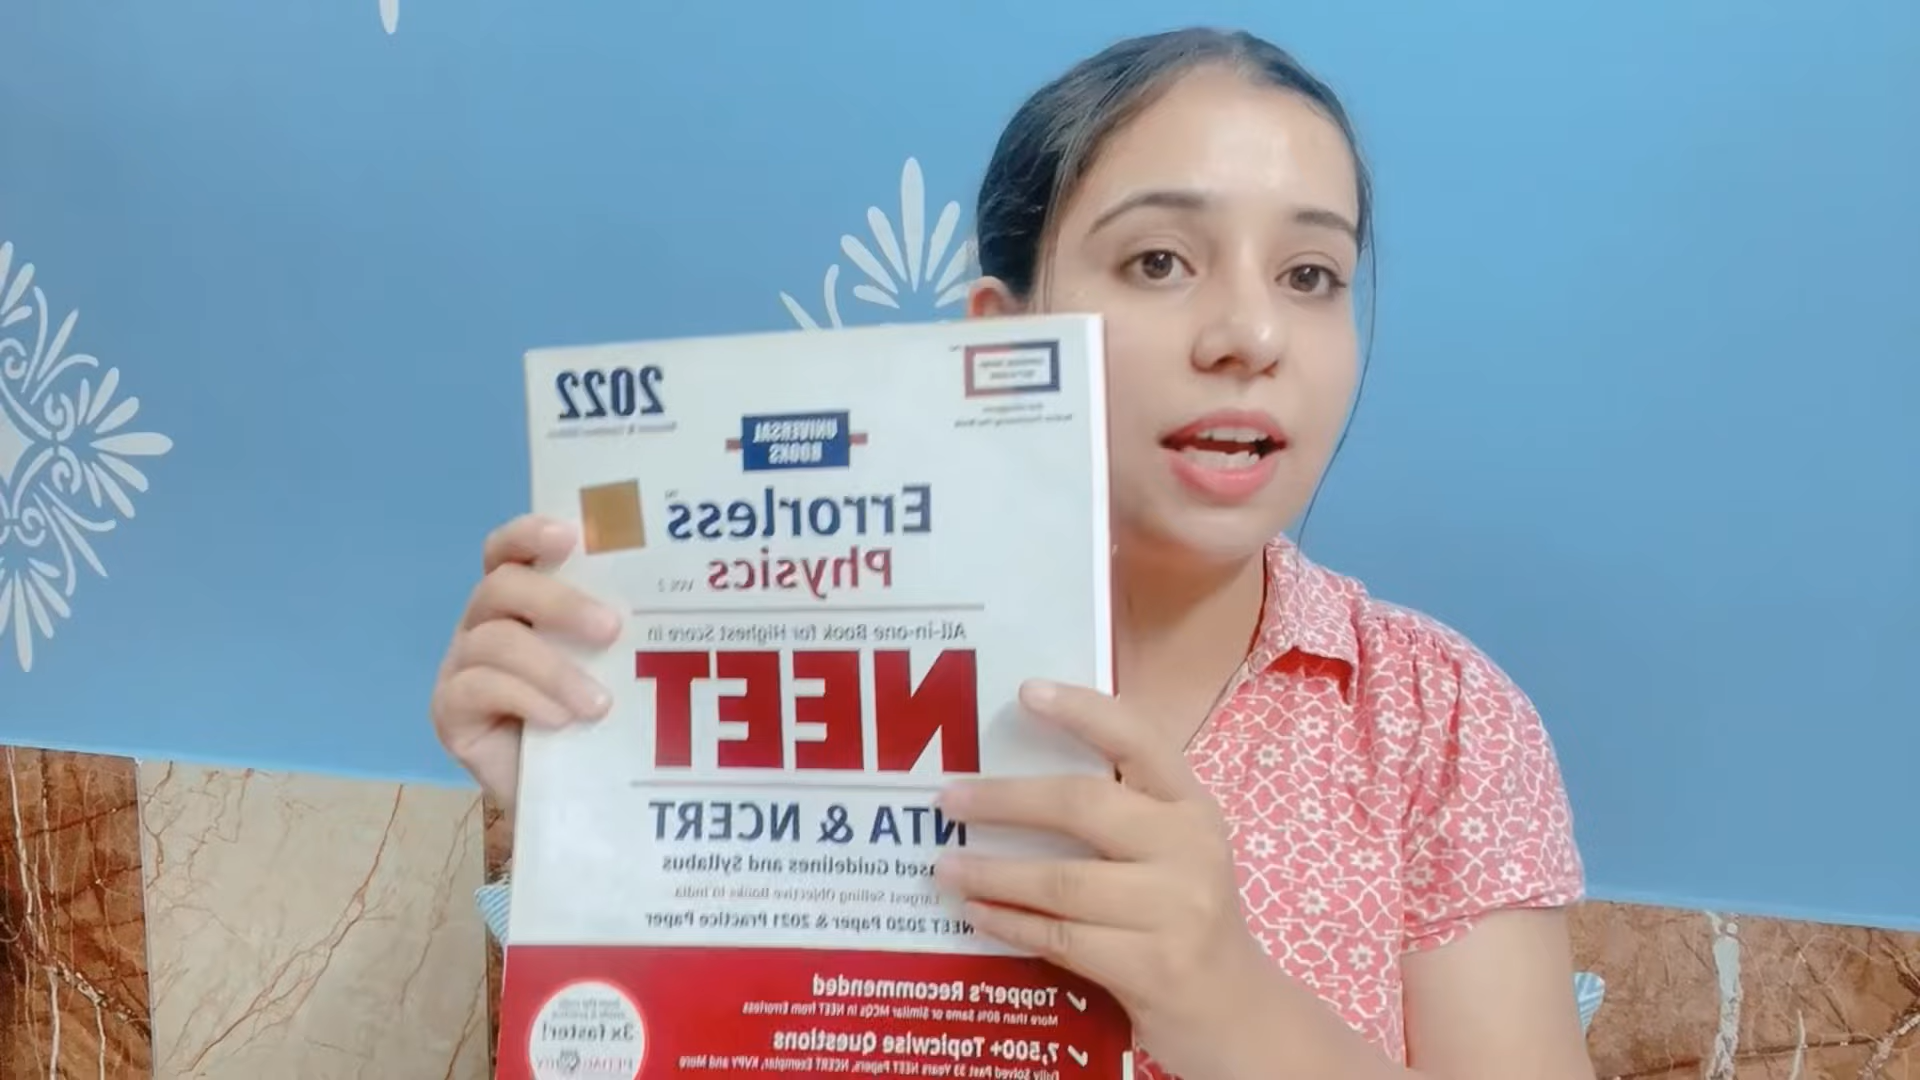 2022
UNIVERSAL
BOOKS
Errorless
Physics VOL 2
All-in-one Book for Highest Score in
NEET
NTA & NCERT
Guidelines and Syllabus
Largest Selling Objective Books in India
NEET 2020 Paper & 2021 Practice Paper
✓ Topper's Recommended
More than 80% Same or Similar MCQs in NEET from Errorless
✓ 7,500+ Topicwise Questions
Fully Solved Past 33 Years NEET Papers, NCERT Exemplar, KVPY and More
3x faster!